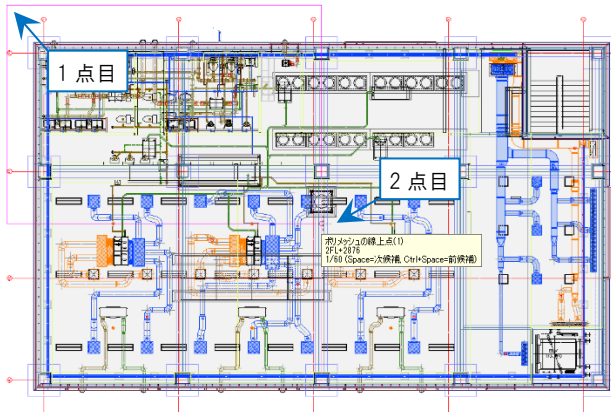 1 点目
2 点目
ポリメッシュの線上点(1)
2FL+2876
1/60 (Space=次候補, Ctrl+Space=前候補)